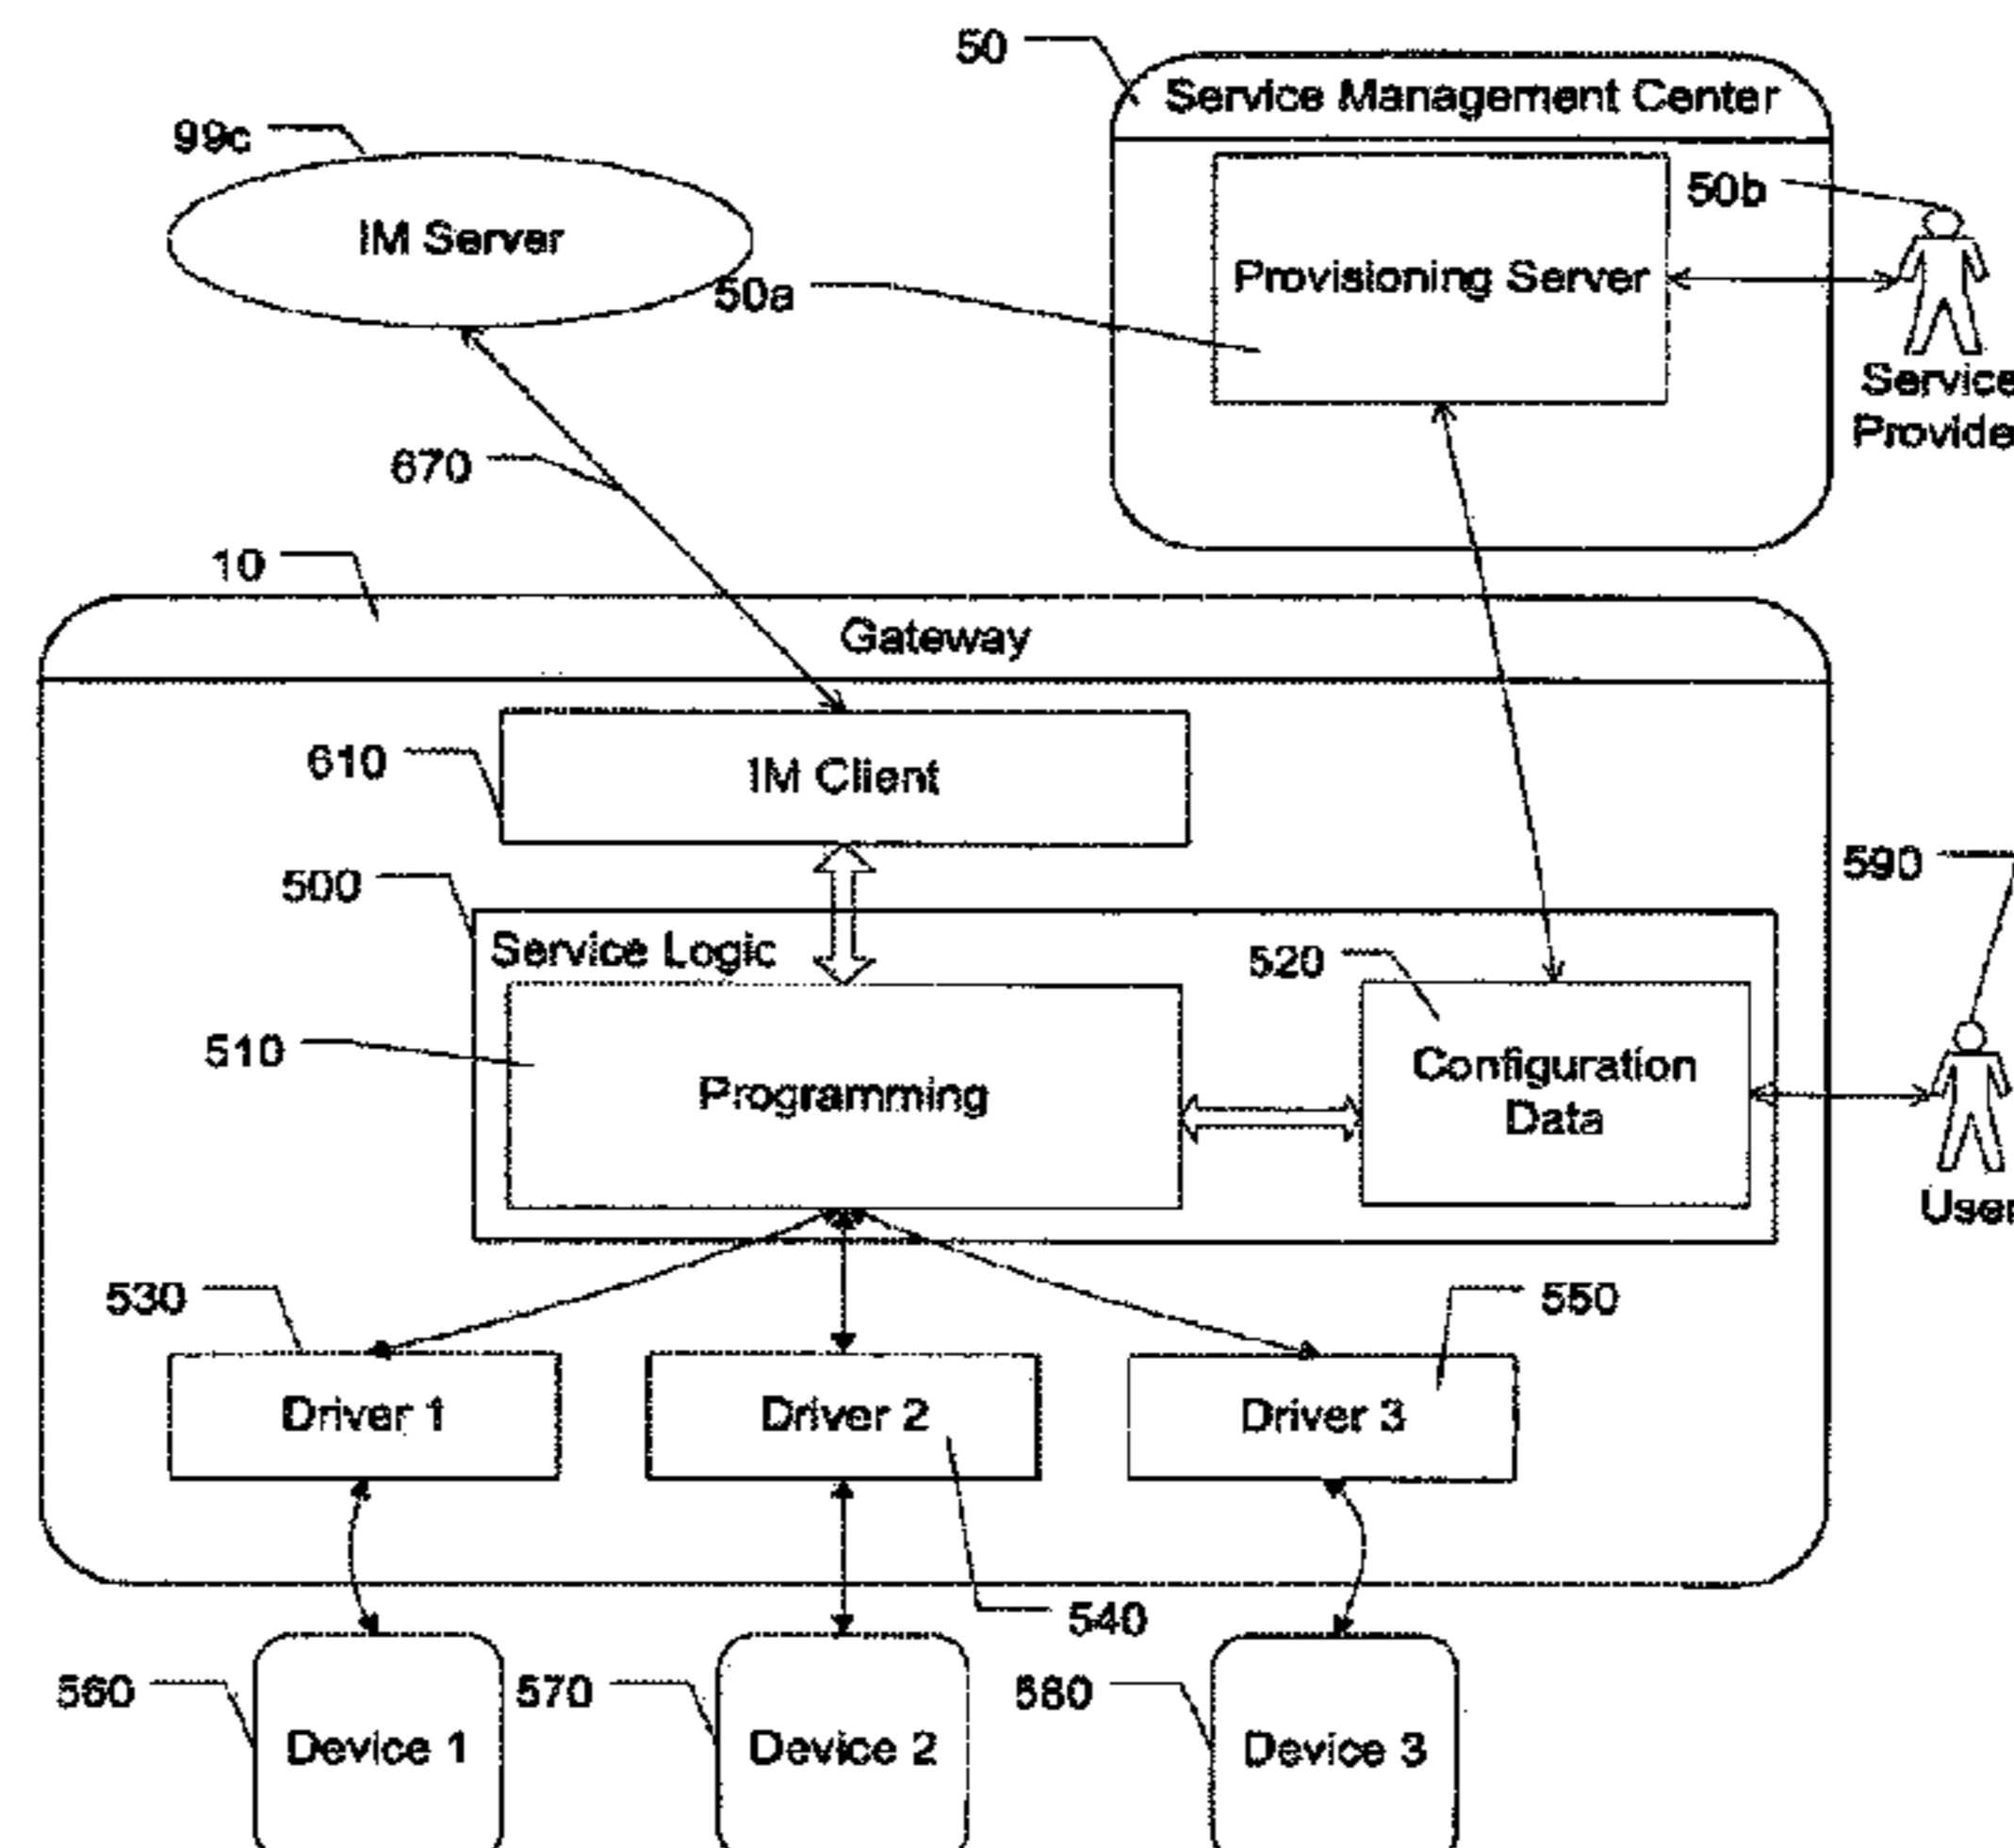 50
Service Management Center
99c
50b
IM Server
Provisioning Server
50a
Service
Provide
670
10
Gateway
610
IM Client
590
500
Service Logic
520
510
Configuration
Data
Programming
User
530
550
Driver 1
Driver 2
Driver 3
540
560
570
580
Device 1
Device 2
Device 3